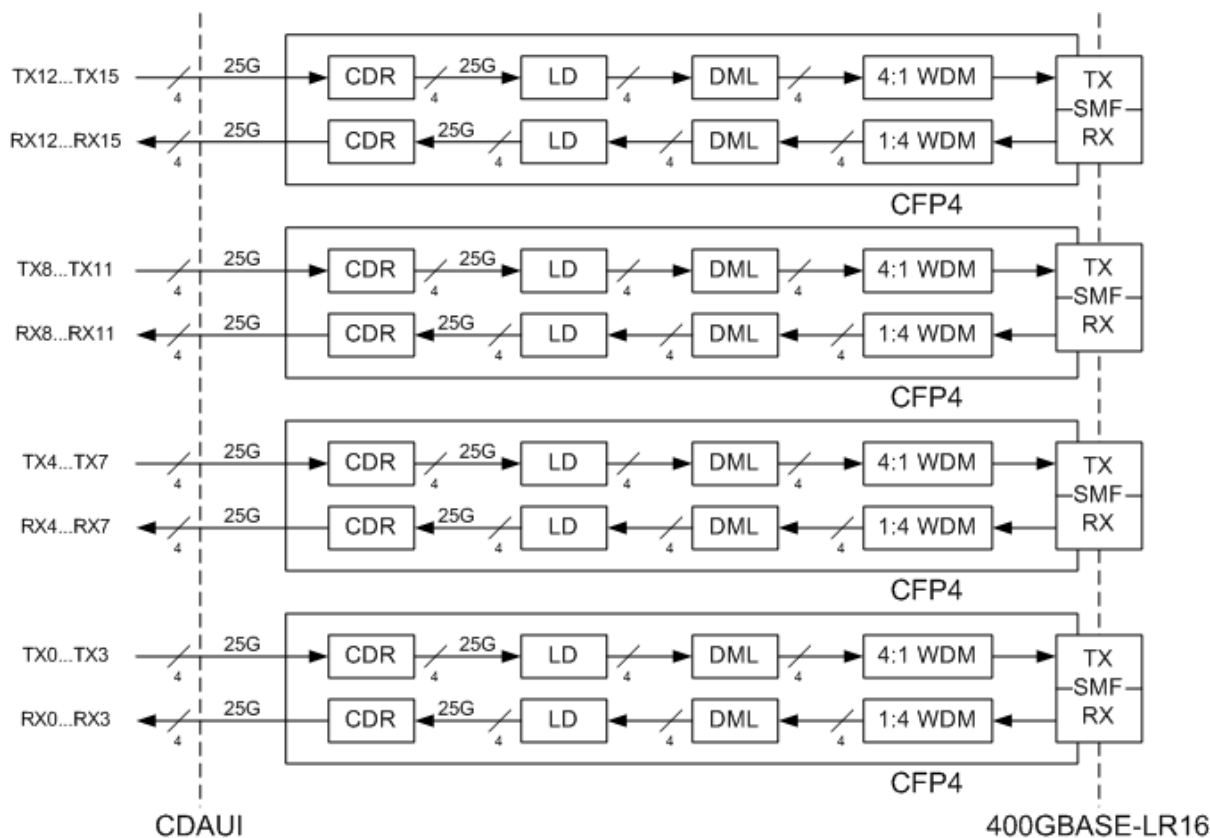 25G 25G
TX12...TX15 CDR LD DML 4:1 WDM TX
4 4 4 4
SMF
25G 25G
RX12...RX15 CDR LD DML 1:4 WDM RX
4 4 4 4
CFP4
25G 25G
TX8...TX11 CDR LD DML 4:1 WDM TX
4 4 4 4
SMF
25G 25G
RX8...RX11 CDR LD DML 1:4 WDM RX
4 4 4 4
CFP4
25G 25G
TX4...TX7 CDR LD DML 4:1 WDM TX
4 4 4 4
SMF
25G 25G
RX4...RX7 CDR LD DML 1:4 WDM RX
4 4 4 4
CFP4
25G 25G
TX0...TX3 CDR LD DML 4:1 WDM TX
4 4 4 4
SMF
25G 25G
RX0...RX3 CDR LD DML 1:4 WDM RX
4 4 4 4
CFP4
CDAUI 400GBASE-LR16